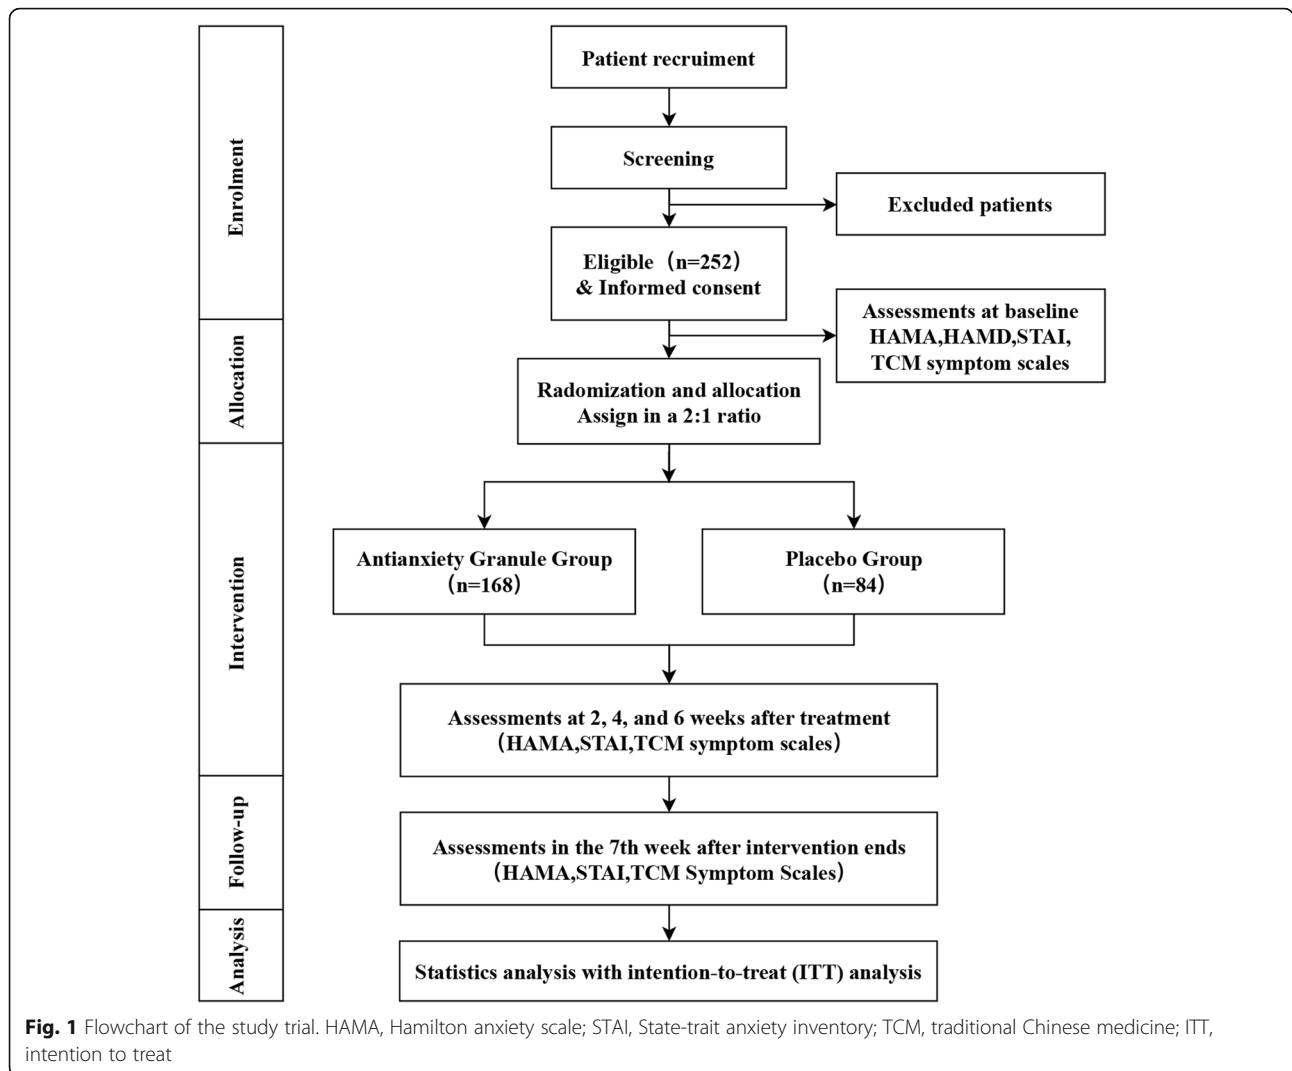 Enrolment
Allocation
Intervention
Follow-up
Analysis
Patient recruiment
Screening
Excluded patients
Eligible（n=252）
& Informed consent
Assessments at baseline
HAMA,HAMD,STAI,
TCM symptom scales
Radomization and allocation
Assign in a 2:1 ratio
Antianxiety Granule Group
（n=168）
Placebo Group
（n=84）
Assessments at 2, 4, and 6 weeks after treatment
（HAMA,STAI,TCM symptom scales）
Assessments in the 7th week after intervention ends
（HAMA,STAI,TCM Symptom Scales）
Statistics analysis with intention-to-treat (ITT) analysis
Fig. 1 Flowchart of the study trial. HAMA, Hamilton anxiety scale; STAI, State-trait anxiety inventory; TCM, traditional Chinese medicine; ITT,
intention to treat